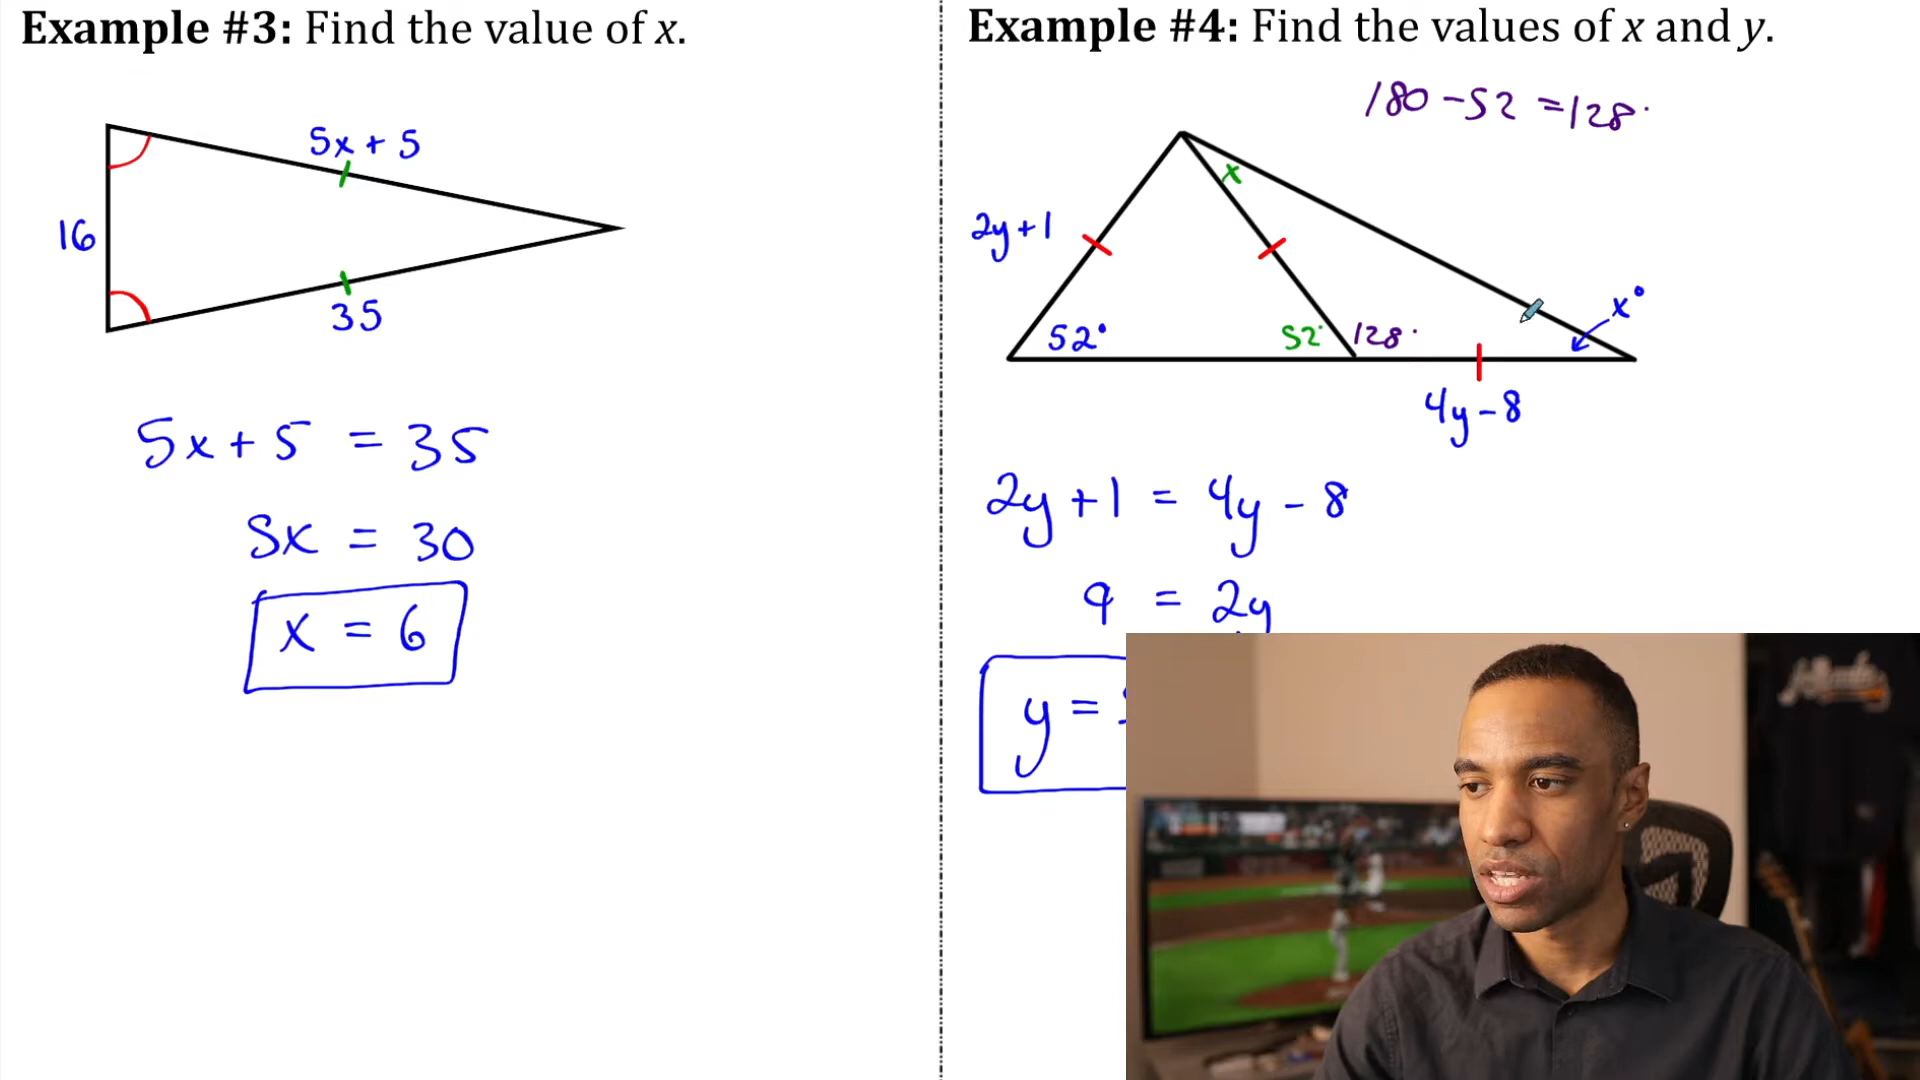 Example #3: Find the value of x.
5x + 5
16
35
5x + 5 = 35
5x = 30
x = 6
Example #4: Find the values of x and y.
180 - 52 = 128°
x
2y + 1
x°
52°
52°
128°
4y - 8
2y + 1 = 4y - 8
9 = 2y
y =